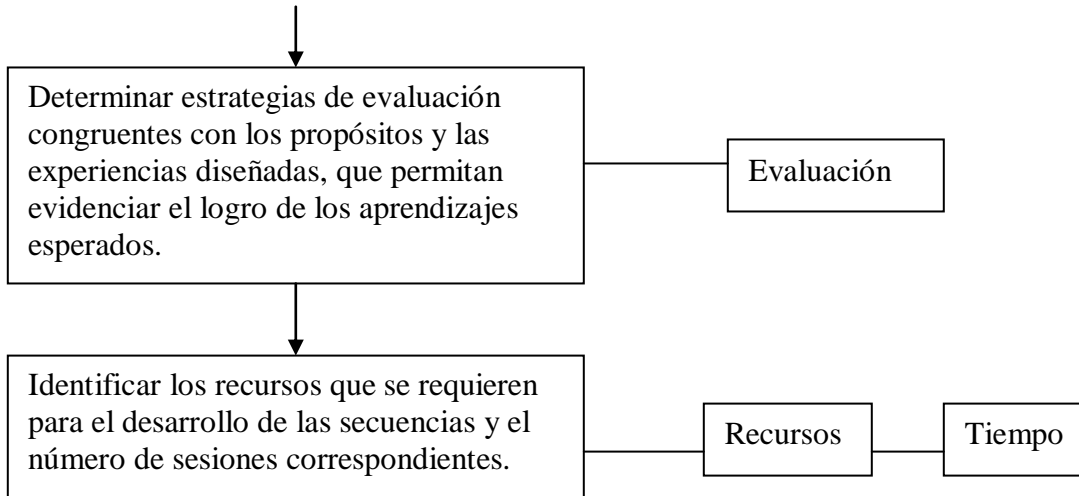 Determinar estrategias de evaluación
congruentes con los propósitos y las
experiencias diseñadas, que permitan
evidenciar el logro de los aprendizajes
esperados.
Evaluación
Identificar los recursos que se requieren
para el desarrollo de las secuencias y el
número de sesiones correspondientes.
Recursos
Tiempo